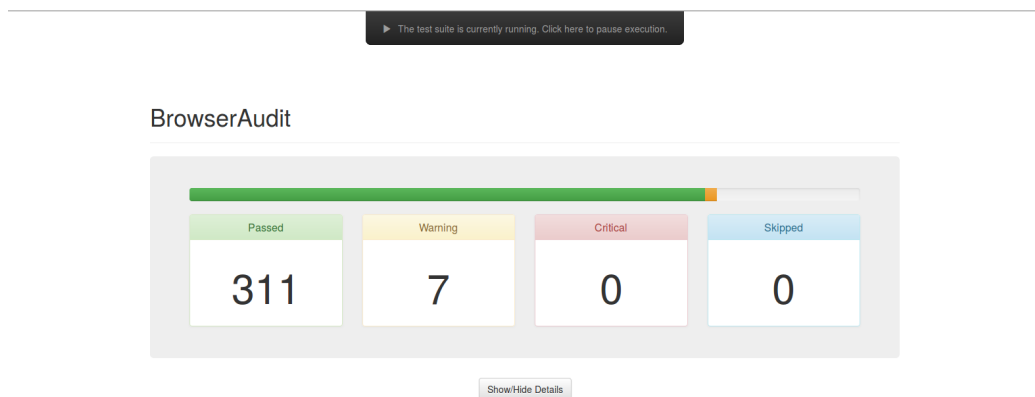 The test suite is currently running. Click here to pause execution.
BrowserAudit
Passed Warning Critical Skipped
311 7 0 0
Show/Hide Details